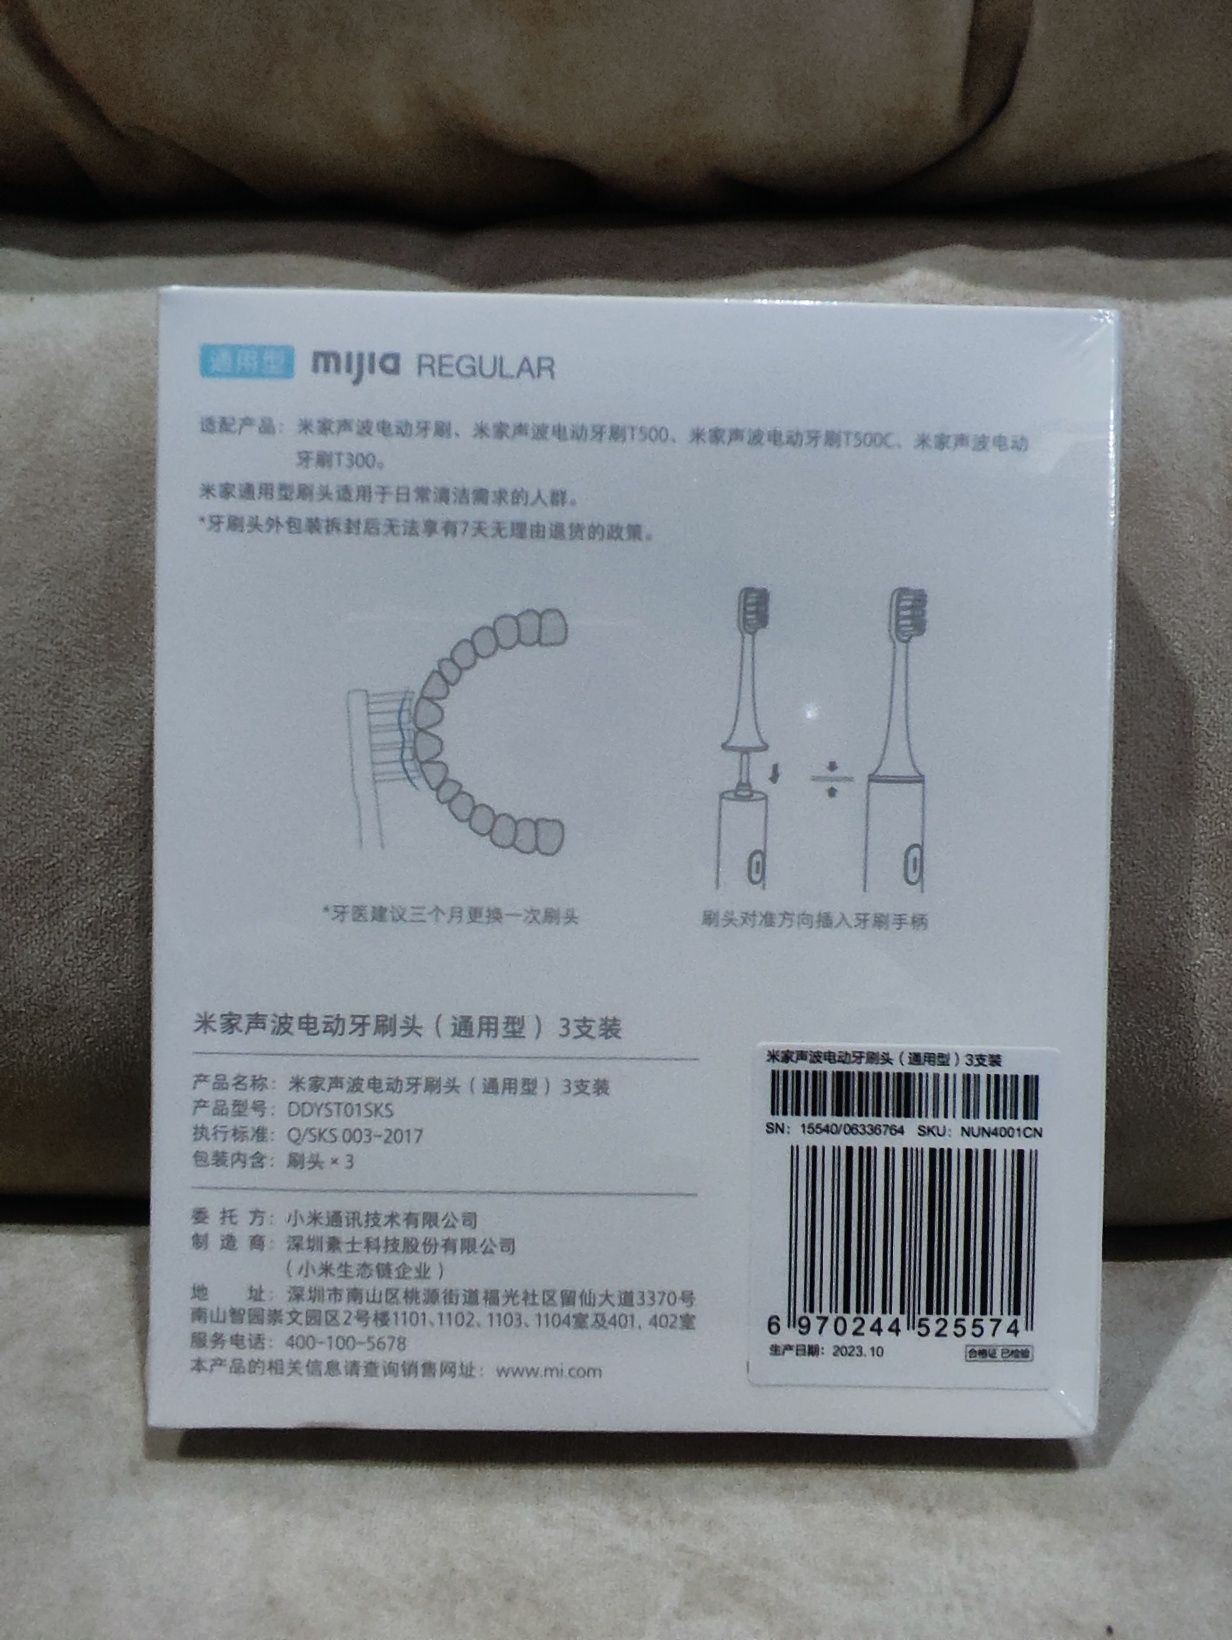 通用型 mijia REGULAR
适配产品：米家声波电动牙刷、米家声波电动牙刷T500、米家声波电动牙刷T500C、米家声波电动
牙刷T300。
米家通用型刷头适用于日常清洁需求的人群。
*牙刷头外包装拆封后无法享有7天无理由退货的政策。
*牙医建议三个月更换一次刷头
刷头对准方向插入牙刷手柄
米家声波电动牙刷头（通用型）3支装
产品名称：米家声波电动牙刷头（通用型）3支装
产品型号：DDYST01SKS
执行标准：Q/SKS 003-2017
包装内含：刷头×3
委托方：小米通讯技术有限公司
制造商：深圳素士科技股份有限公司
（小米生态链企业）
地址：深圳市南山区桃源街道福光社区留仙大道3370号
南山智园崇文园区2号楼1101、1102、1103、1104室及401、402室
服务电话：400-100-5678
本产品的相关信息请查询销售网址：www.mi.com
米家声波电动牙刷头（通用型）3支装
SN：15540/06336764 SKU：NUN4001CN
6 970244 525574
生产日期：2023.10 合格证 已检验